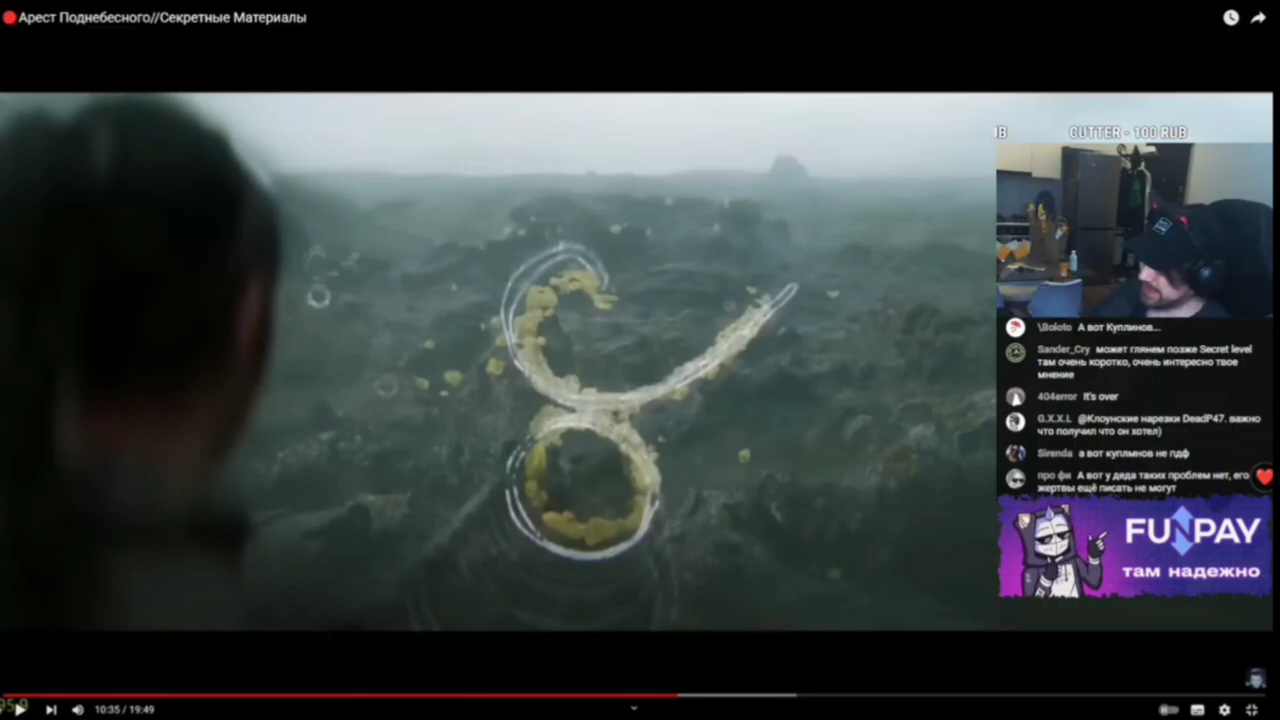 Арест Поднебесного//Секретные Материалы
CUTTER - 100 RUB
\Boloto А вот Куплинов...
Sander_Cry может глянем позже Secret level
там очень коротко, очень интересно твое
мнение
404error It's over
G.X.X.L @Клоунские нарезки DeadP47. важно
что получил что он хотел)
Sirenda а вот куплмнов не пдф
про фи А вот у деда таких проблем нет, его
жертвы ещё писать не могут
FUNPAY
там надежно
10:35 / 19:49